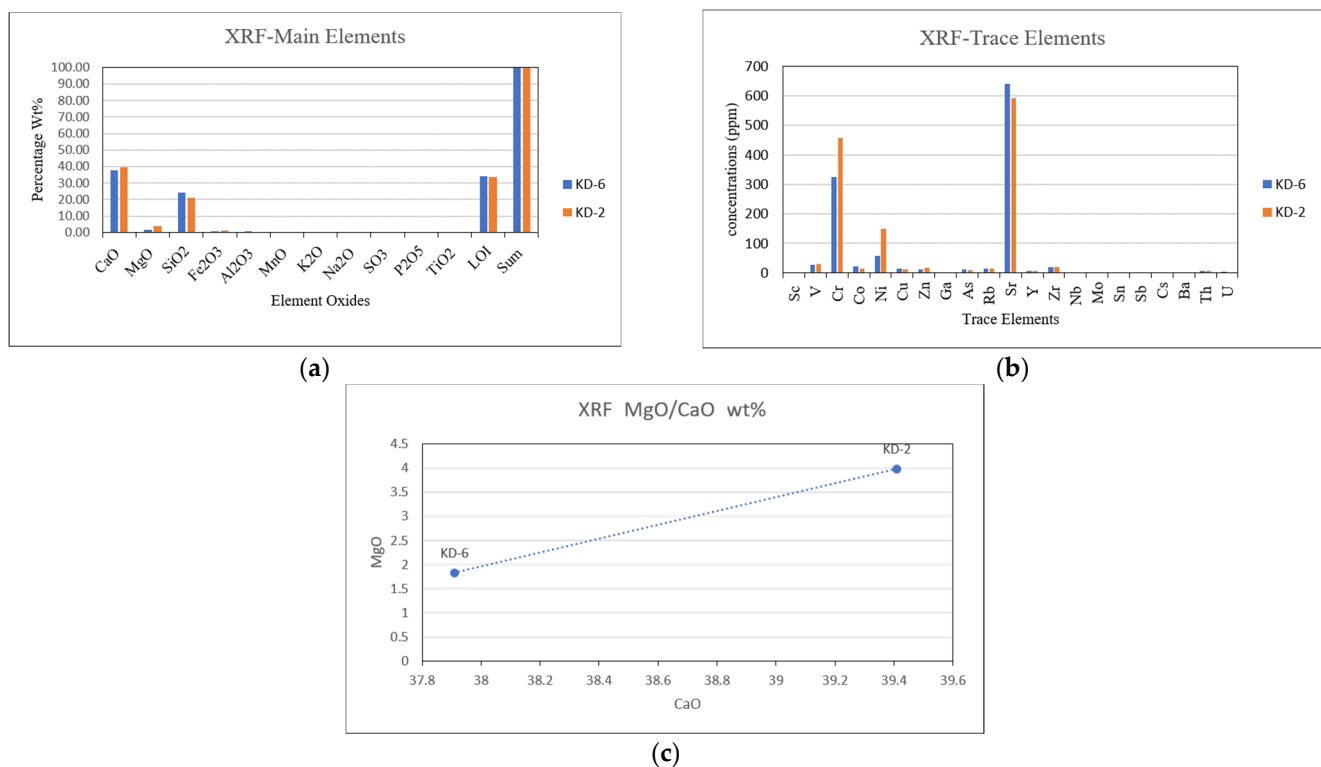 XRF-Main Elements
100.00
90.00
80.00
70.00
60.00
50.00
40.00
30.00
20.00
10.00
0.00
Percentage Wt%
CaO
MgO
SiO2
Fe2O3
Al2O3
MnO
K2O
Na2O
SO3
P2O5
TiO2
LOI
Sum
Element Oxides
KD-6
KD-2
(a)
XRF-Trace Elements
700
600
500
400
300
200
100
0
concentrations (ppm)
Sc
V
Cr
Co
Ni
Cu
Zn
Ga
As
Rb
Sr
Y
Zr
Nb
Mo
Sn
Sb
Cs
Ba
Th
U
Trace Elements
KD-6
KD-2
(b)
XRF MgO/CaO wt%
4.5
4
3.5
3
2.5
2
1.5
1
0.5
0
MgO
KD-2
KD-6
37.8 38 38.2 38.4 38.6 38.8 39 39.2 39.4 39.6
CaO
(c)